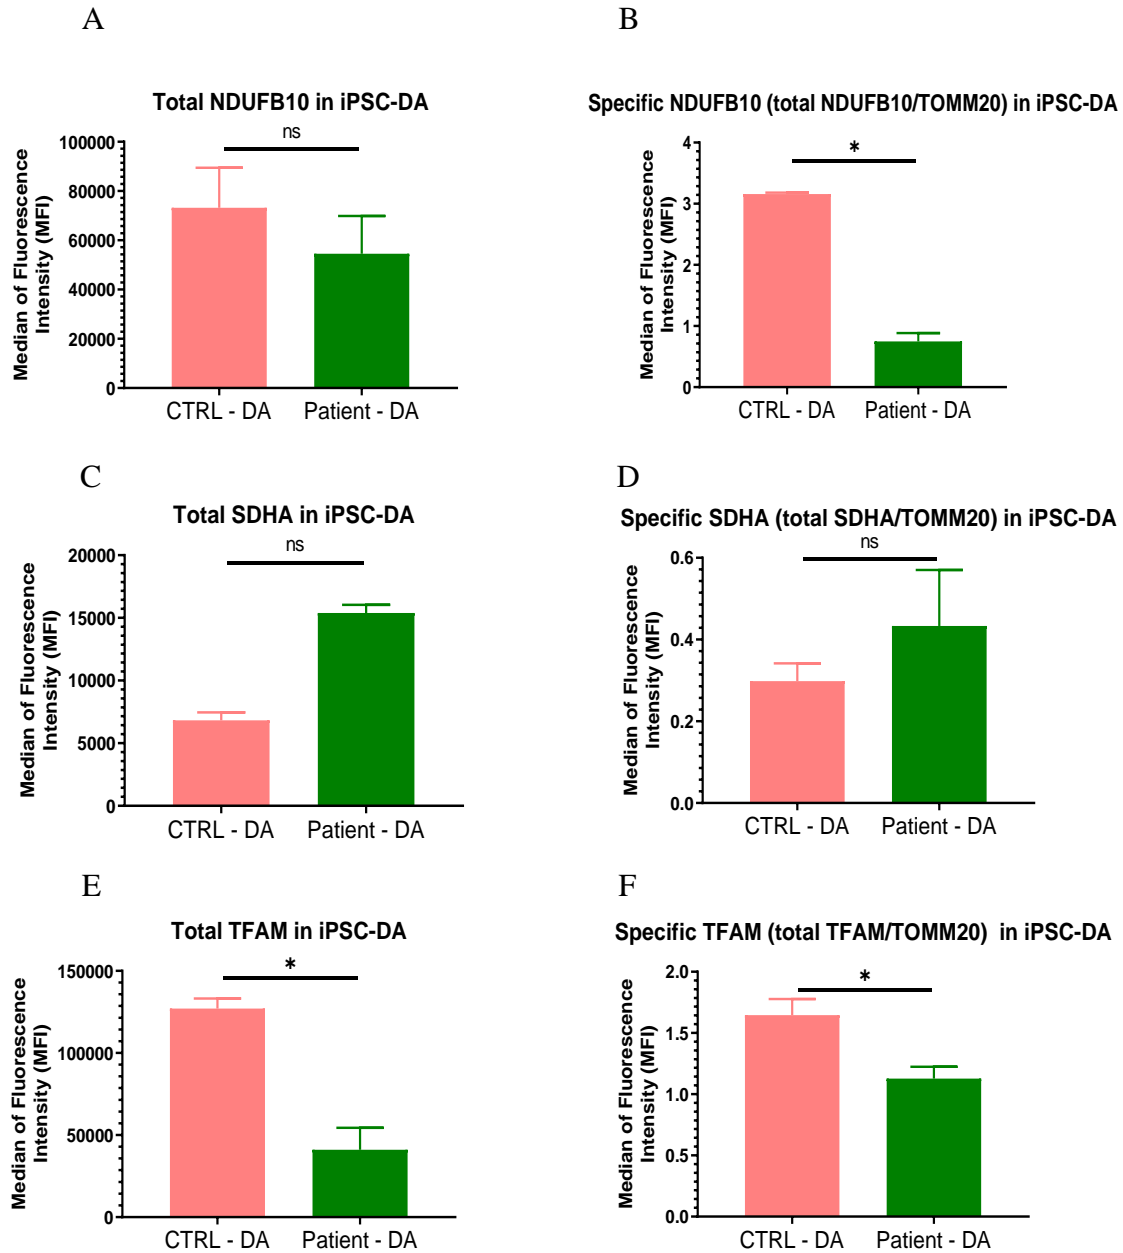 A
Total NDUFB10 in iPSC-DA
ns
100000
80000
60000
40000
20000
0
Median of Fluorescence
Intensity (MFI)
CTRL - DA
Patient - DA
B
Specific NDUFB10 (total NDUFB10/TOMM20) in iPSC-DA
*
4
3
2
1
0
Median of Fluorescence
Intensity (MFI)
CTRL - DA
Patient - DA
C
Total SDHA in iPSC-DA
ns
20000
15000
10000
5000
0
Median of Fluorescence
Intensity (MFI)
CTRL - DA
Patient - DA
D
Specific SDHA (total SDHA/TOMM20) in iPSC-DA
ns
0.6
0.4
0.2
0.0
Median of Fluorescence
Intensity (MFI)
CTRL - DA
Patient - DA
E
Total TFAM in iPSC-DA
*
150000
100000
50000
0
Median of Fluorescence
Intensity (MFI)
CTRL - DA
Patient - DA
F
Specific TFAM (total TFAM/TOMM20) in iPSC-DA
*
2.0
1.5
1.0
0.5
0.0
Median of Fluorescence
Intensity (MFI)
CTRL - DA
Patient - DA